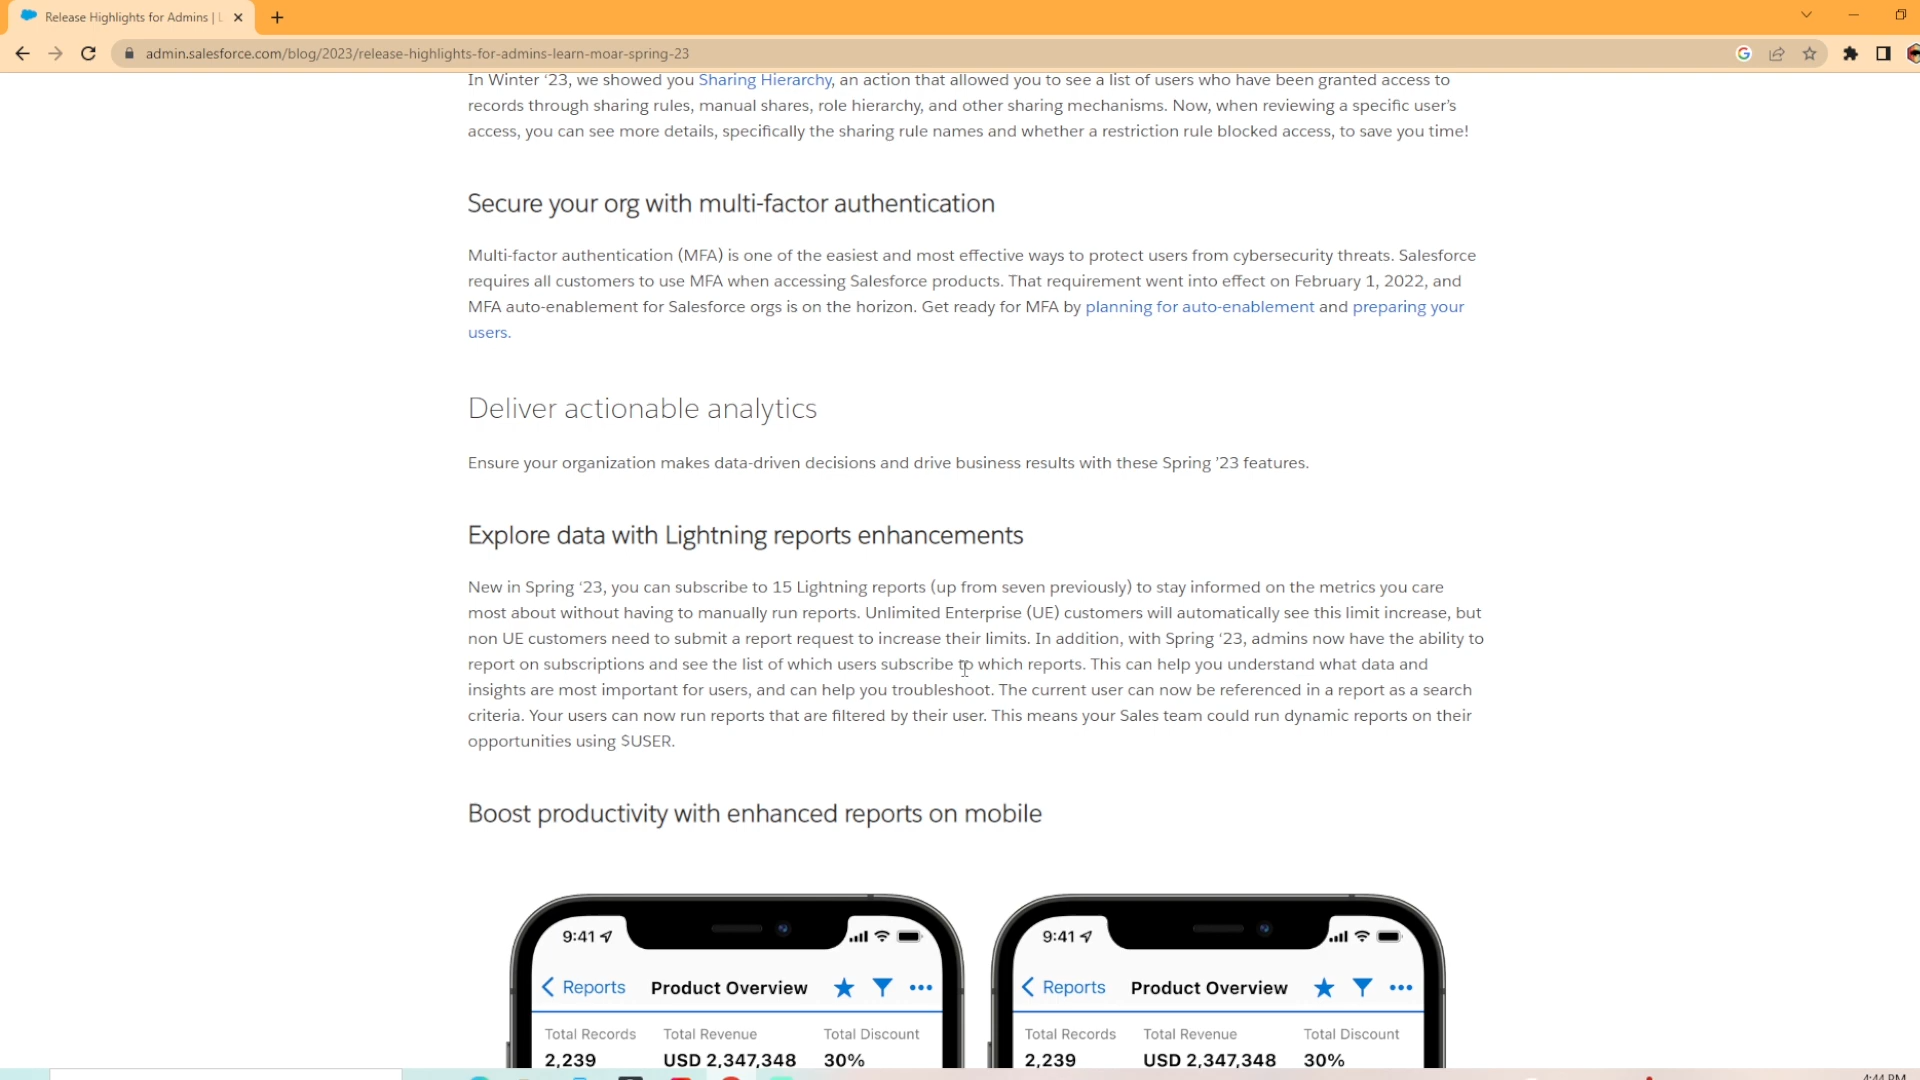 Release Highlights for Admins |
admin.salesforce.com/blog/2023/release-highlights-for-admins-learn-moar-spring-23
In Winter ‘23, we showed you Sharing Hierarchy, an action that allowed you to see a list of users who have been granted access to
records through sharing rules, manual shares, role hierarchy, and other sharing mechanisms. Now, when reviewing a specific user’s
access, you can see more details, specifically the sharing rule names and whether a restriction rule blocked access, to save you time!
Secure your org with multi-factor authentication
Multi-factor authentication (MFA) is one of the easiest and most effective ways to protect users from cybersecurity threats. Salesforce
requires all customers to use MFA when accessing Salesforce products. That requirement went into effect on February 1, 2022, and
MFA auto-enablement for Salesforce orgs is on the horizon. Get ready for MFA by planning for auto-enablement and preparing your
users.
Deliver actionable analytics
Ensure your organization makes data-driven decisions and drive business results with these Spring ’23 features.
Explore data with Lightning reports enhancements
New in Spring ‘23, you can subscribe to 15 Lightning reports (up from seven previously) to stay informed on the metrics you care
most about without having to manually run reports. Unlimited Enterprise (UE) customers will automatically see this limit increase, but
non UE customers need to submit a report request to increase their limits. In addition, with Spring ‘23, admins now have the ability to
report on subscriptions and see the list of which users subscribe to which reports. This can help you understand what data and
insights are most important for users, and can help you troubleshoot. The current user can now be referenced in a report as a search
criteria. Your users can now run reports that are filtered by their user. This means your Sales team could run dynamic reports on their
opportunities using $USER.
Boost productivity with enhanced reports on mobile
9:41 9:41
Reports Product Overview Reports Product Overview
Total Records Total Revenue Total Discount Total Records Total Revenue Total Discount
2,239 USD 2,347,348 30% 2,239 USD 2,347,348 30%
4:44 PM